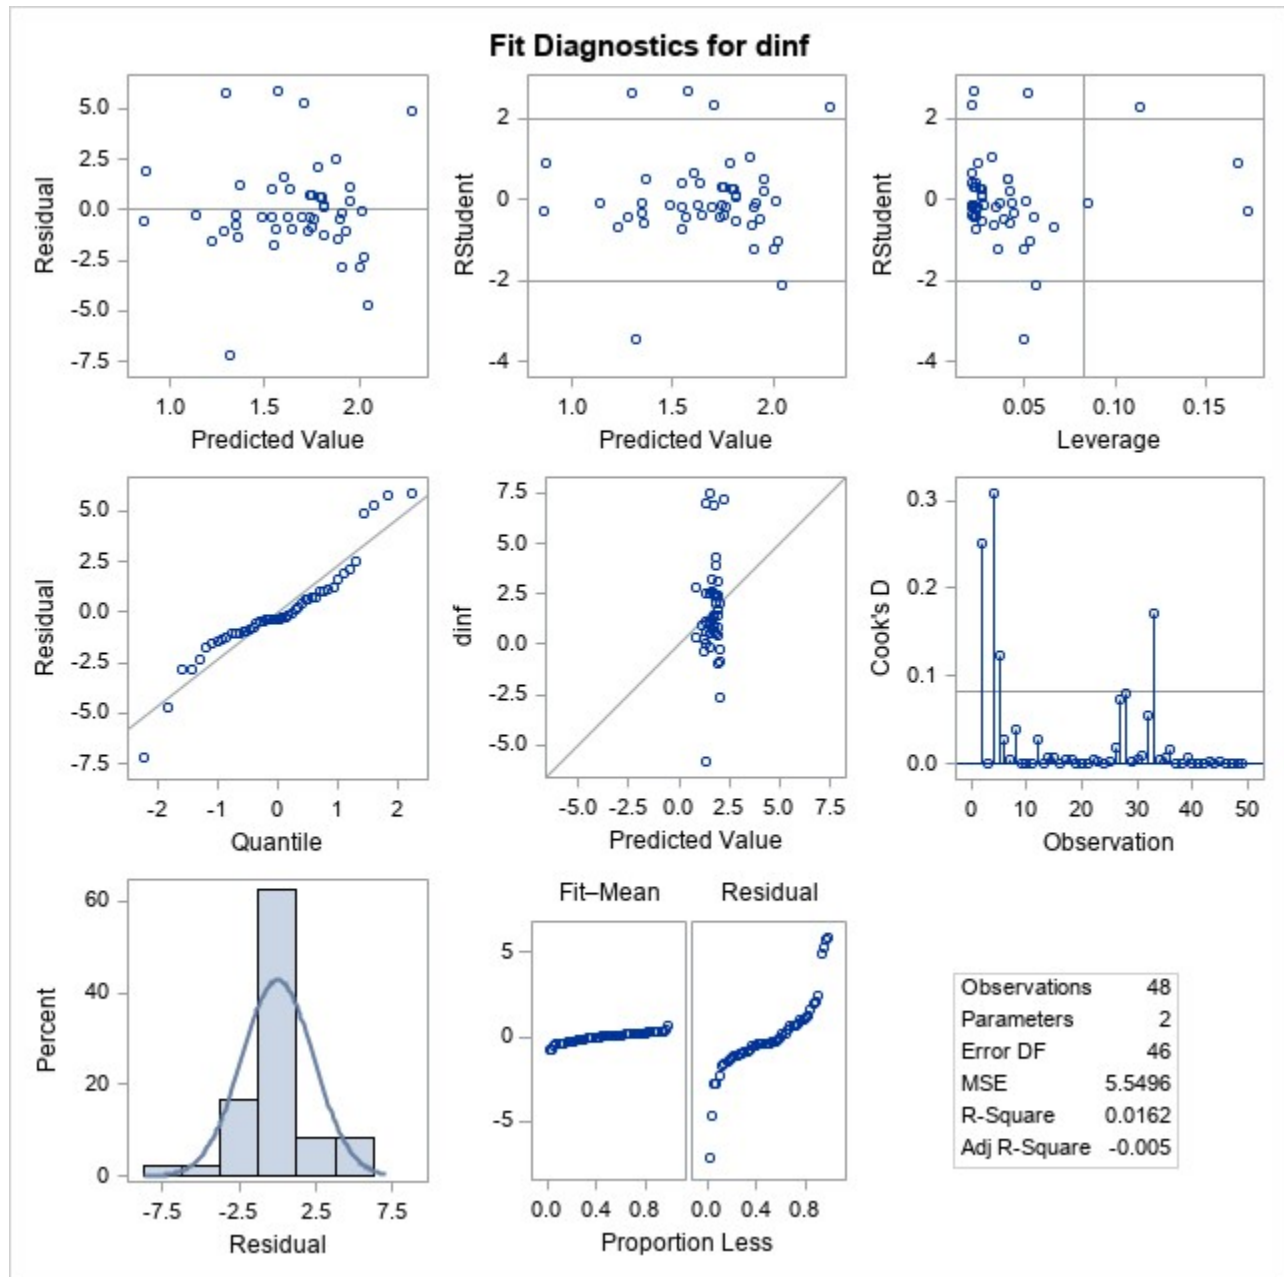 Fit Diagnostics for dinf
Residual
5.0
2.5
0.0
-2.5
-5.0
-7.5
1.0 1.5 2.0
Predicted Value
RStudent
2
0
-2
-4
1.0 1.5 2.0
Predicted Value
RStudent
2
0
-2
-4
0.05 0.10 0.15
Leverage
Residual
5.0
2.5
0.0
-2.5
-5.0
-7.5
-2 -1 0 1 2
Quantile
dinf
7.5
5.0
2.5
0.0
-2.5
-5.0
-5.0 -2.5 0.0 2.5 5.0 7.5
Predicted Value
Cook's D
0.3
0.2
0.1
0.0
0 10 20 30 40 50
Observation
Percent
60
40
20
0
-7.5 -2.5 2.5 7.5
Residual
Fit–Mean Residual
5
0
-5
0.0 0.4 0.8 0.0 0.4 0.8
Proportion Less
Observations 48
Parameters 2
Error DF 46
MSE 5.5496
R-Square 0.0162
Adj R-Square -0.005